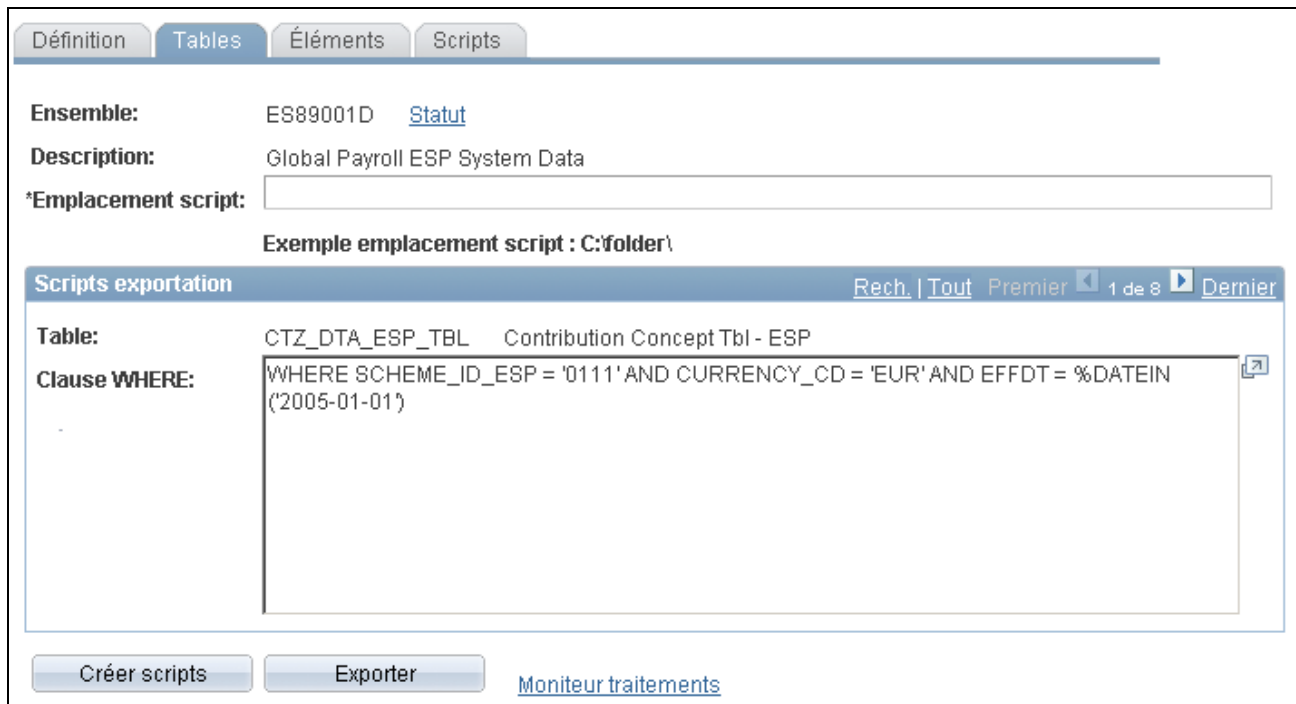 Définition Tables Éléments Scripts
Ensemble: ES89001D Statut
Description: Global Payroll ESP System Data
*Emplacement script:
Exemple emplacement script : C:\folder\
Scripts exportation Rech. | Tout Premier 1 de 8 Dernier
Table: CTZ_DTA_ESP_TBL Contribution Concept Tbl - ESP
Clause WHERE: WHERE SCHEME_ID_ESP = '0111' AND CURRENCY_CD = 'EUR' AND EFFDT = %DATEIN
('2005-01-01')
Créer scripts Exporter Moniteur traitements